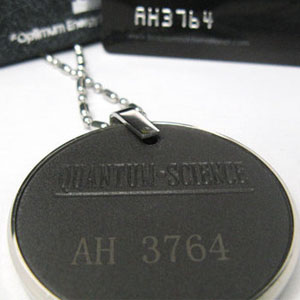 "Optimum Energy
AH3764
QUANTUM·SCIENCE
AH 3764